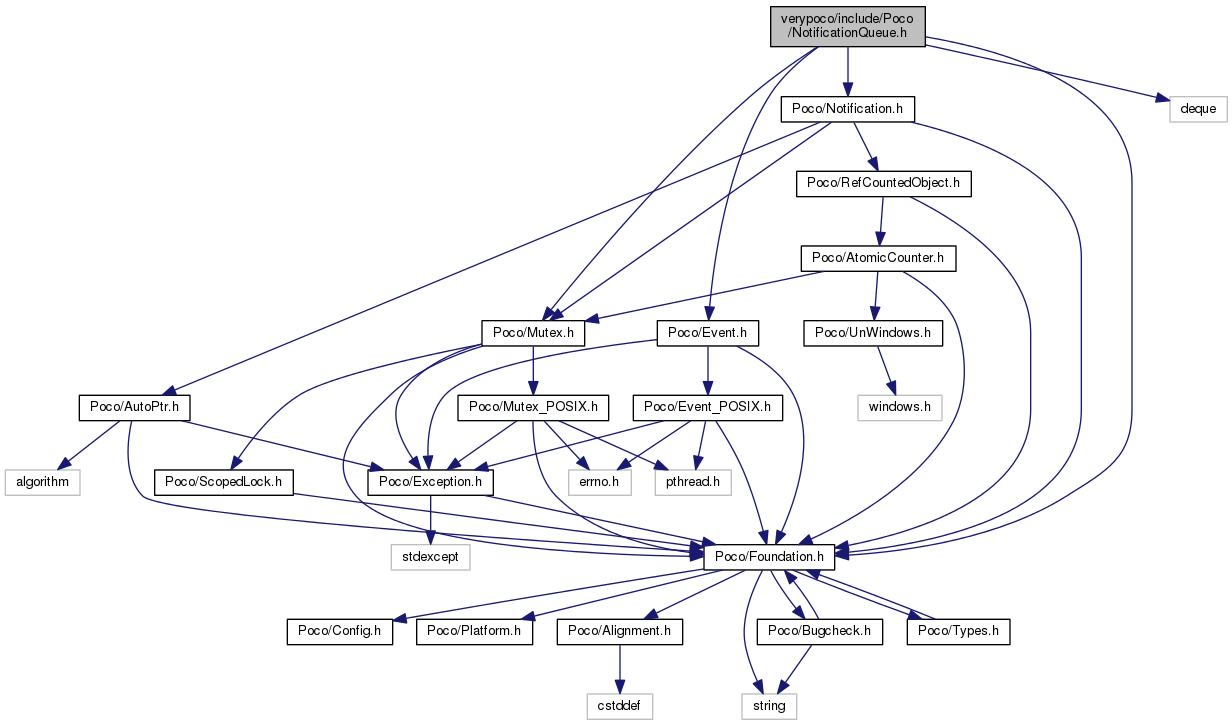 verypoco/include/Poco
/NotificationQueue.h
Poco/Notification.h
deque
Poco/RefCountedObject.h
Poco/AtomicCounter.h
Poco/Mutex.h
Poco/Event.h
Poco/UnWindows.h
Poco/AutoPtr.h
Poco/Mutex_POSIX.h
Poco/Event_POSIX.h
windows.h
algorithm
Poco/ScopedLock.h
Poco/Exception.h
errno.h
pthread.h
stdexcept
Poco/Foundation.h
Poco/Config.h
Poco/Platform.h
Poco/Alignment.h
Poco/Bugcheck.h
Poco/Types.h
cstddef
string